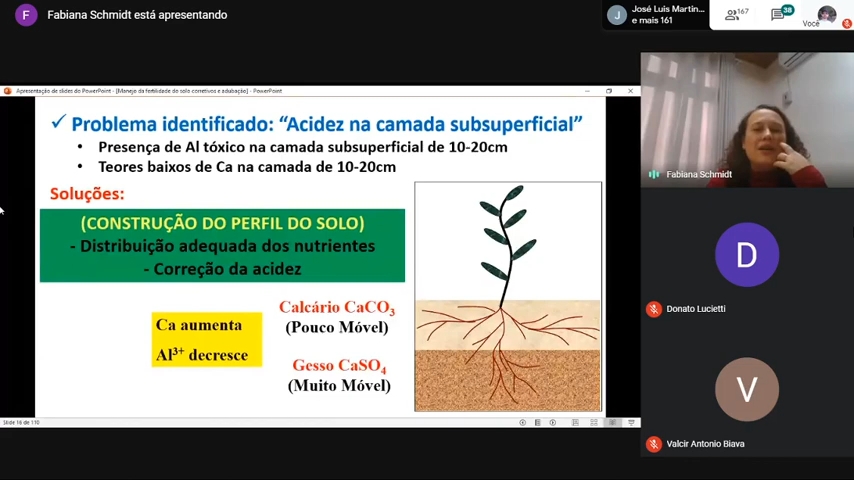 F Fabiana Schmidt está apresentando
J José Luis Martin...
e mais 161
167
38
Você
Apresentação de slides do PowerPoint - [Manejo da fertilidade do solo corretivos e adubação] - PowerPoint
✓ Problema identificado: "Acidez na camada subsuperficial"
• Presença de Al tóxico na camada subsuperficial de 10-20cm
• Teores baixos de Ca na camada de 10-20cm
Soluções:
(CONSTRUÇÃO DO PERFIL DO SOLO)
- Distribuição adequada dos nutrientes
- Correção da acidez
Ca aumenta
Al³⁺ decresce
Calcário CaCO₃
(Pouco Móvel)
Gesso CaSO₄
(Muito Móvel)
Slide 16 de 110
Fabiana Schmidt
D
Donato Lucietti
V
Valcir Antonio Biava